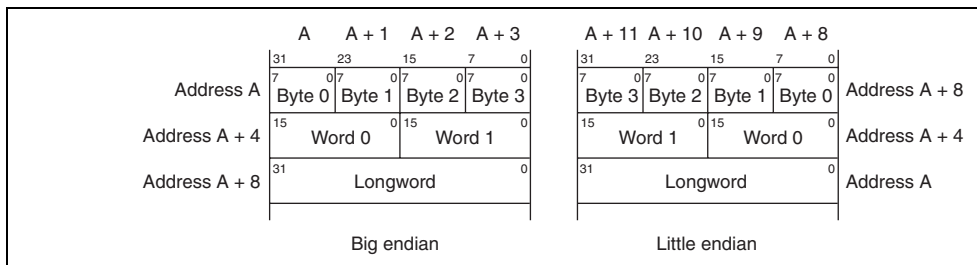 A A + 1 A + 2 A + 3 A + 11 A + 10 A + 9 A + 8
31 23 15 7 0 31 23 15 7 0
7 0 7 0 7 0 7 0 7 0 7 0 7 0 7 0
Address A Byte 0 Byte 1 Byte 2 Byte 3 Byte 3 Byte 2 Byte 1 Byte 0 Address A + 8
15 0 15 0 15 0 15 0
Address A + 4 Word 0 Word 1 Word 1 Word 0 Address A + 4
31 0 31 0
Address A + 8 Longword Longword Address A
Big endian Little endian